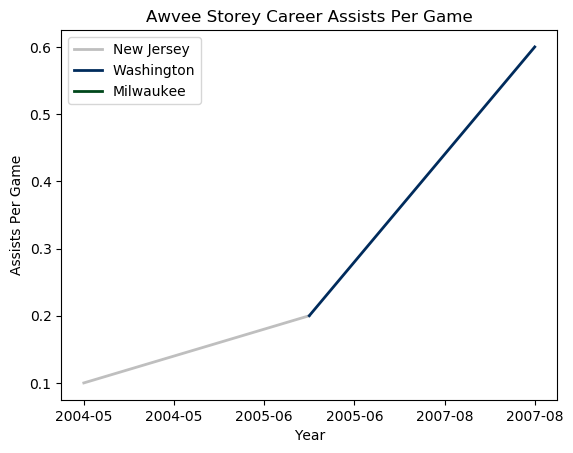 Awvee Storey Career Assists Per Game
New Jersey
Washington
Milwaukee
Assists Per Game
0.6
0.5
0.4
0.3
0.2
0.1
2004-05 2004-05 2005-06 2005-06 2007-08 2007-08
Year